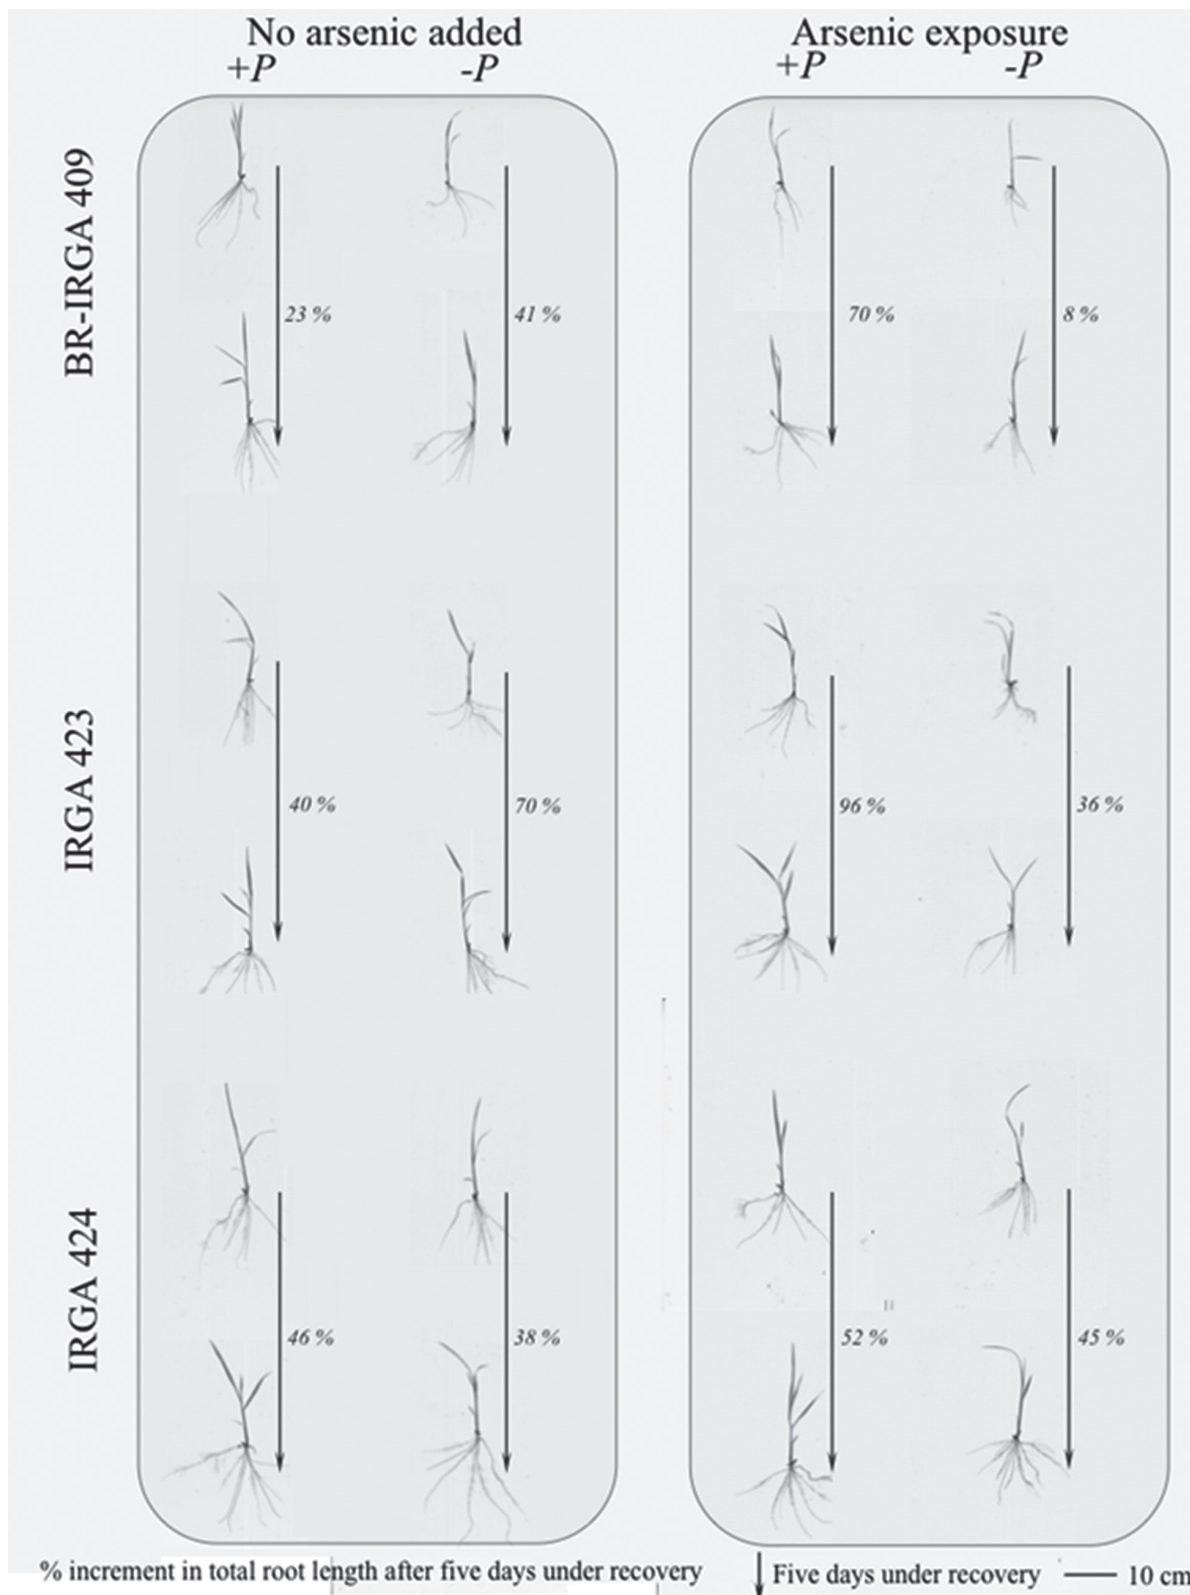 No arsenic added Arsenic exposure
+P -P +P -P
BR-IRGA 409
23 % 41 % 70 % 8 %
IRGA 423
40 % 70 % 96 % 36 %
IRGA 424
46 % 38 % 52 % 45 %
% increment in total root length after five days under recovery Five days under recovery 10 cm